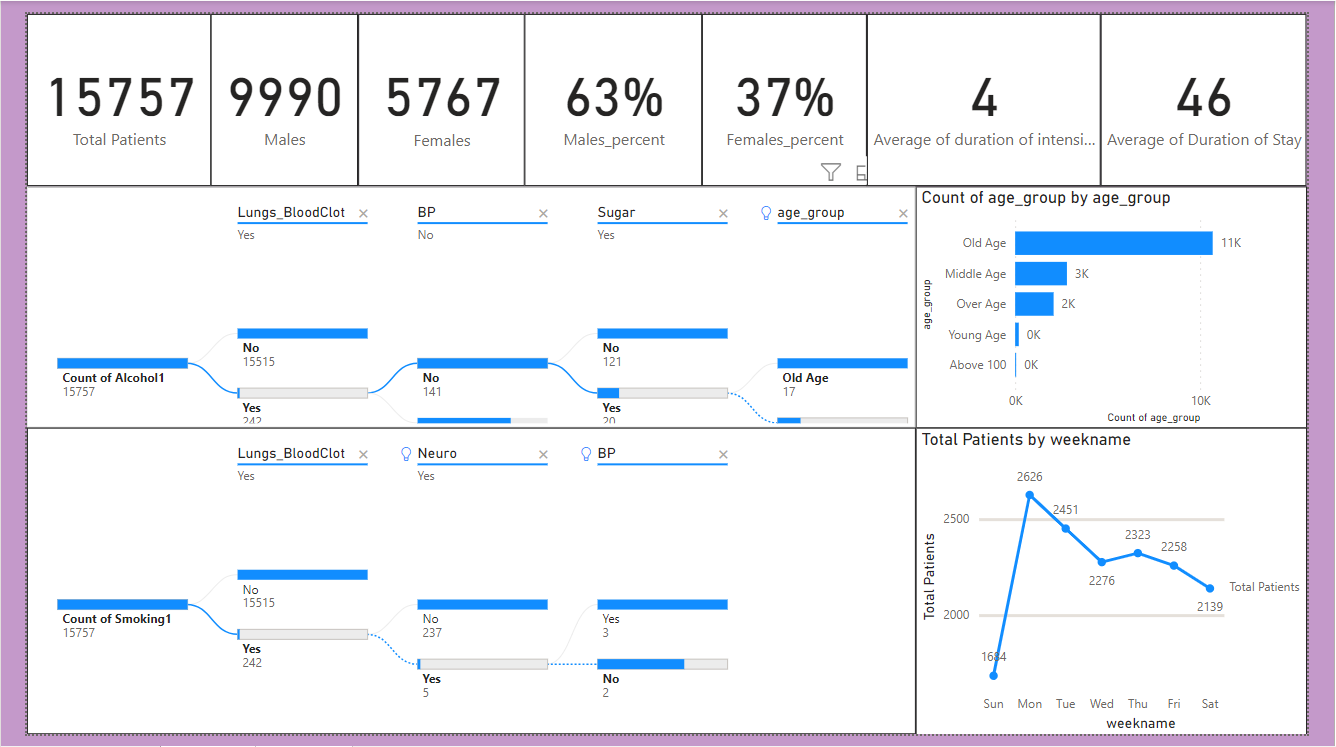 15757
Total Patients
9990
Males
5767
Females
63%
Males_percent
37%
Females_percent
4
Average of duration of intensi...
46
Average of Duration of Stay
Lungs_BloodClot
Yes
BP
No
Sugar
Yes
age_group
Count of Alcohol1
15757
No
15515
Yes
242
No
141
No
121
Yes
20
Old Age
17
Count of age_group by age_group
age_group
Old Age
11K
Middle Age
3K
Over Age
2K
Young Age
0K
Above 100
0K
0K
10K
Count of age_group
Lungs_BloodClot
Yes
Neuro
Yes
BP
Count of Smoking1
15757
No
15515
Yes
242
No
237
Yes
5
Yes
3
No
2
Total Patients by weekname
Total Patients
2500
2000
1684
2626
2451
2276
2323
2258
2139
Total Patients
Sun
Mon
Tue
Wed
Thu
Fri
Sat
weekname